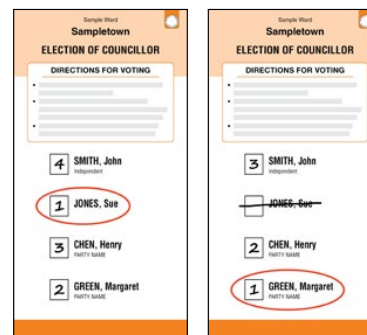 Sample Ward
Sampletown
ELECTION OF COUNCILLOR
DIRECTIONS FOR VOTING
4 SMITH, John
Independent
1 JONES, Sue
3 CHEN, Henry
PARTY NAME
2 GREEN, Margaret
PARTY NAME
Sample Ward
Sampletown
ELECTION OF COUNCILLOR
DIRECTIONS FOR VOTING
3 SMITH, John
Independent
JONES, Sue
2 CHEN, Henry
PARTY NAME
1 GREEN, Margaret
PARTY NAME